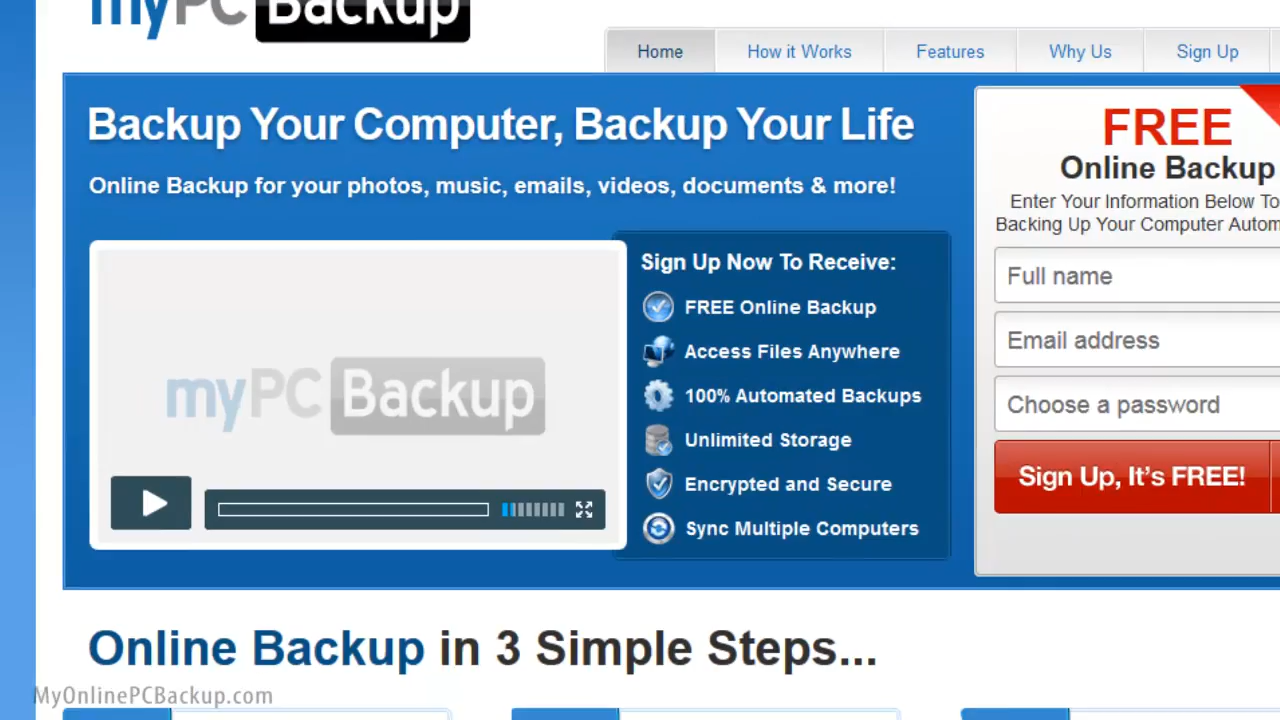 myPC Backup
Home How it Works Features Why Us Sign Up
Backup Your Computer, Backup Your Life
Online Backup for your photos, music, emails, videos, documents & more!
myPC Backup
Sign Up Now To Receive:
FREE Online Backup
Access Files Anywhere
100% Automated Backups
Unlimited Storage
Encrypted and Secure
Sync Multiple Computers
FREE
Online Backup
Enter Your Information Below To
Backing Up Your Computer Autom
Full name
Email address
Choose a password
Sign Up, It's FREE!
Online Backup in 3 Simple Steps...
MyOnlinePCBackup.com